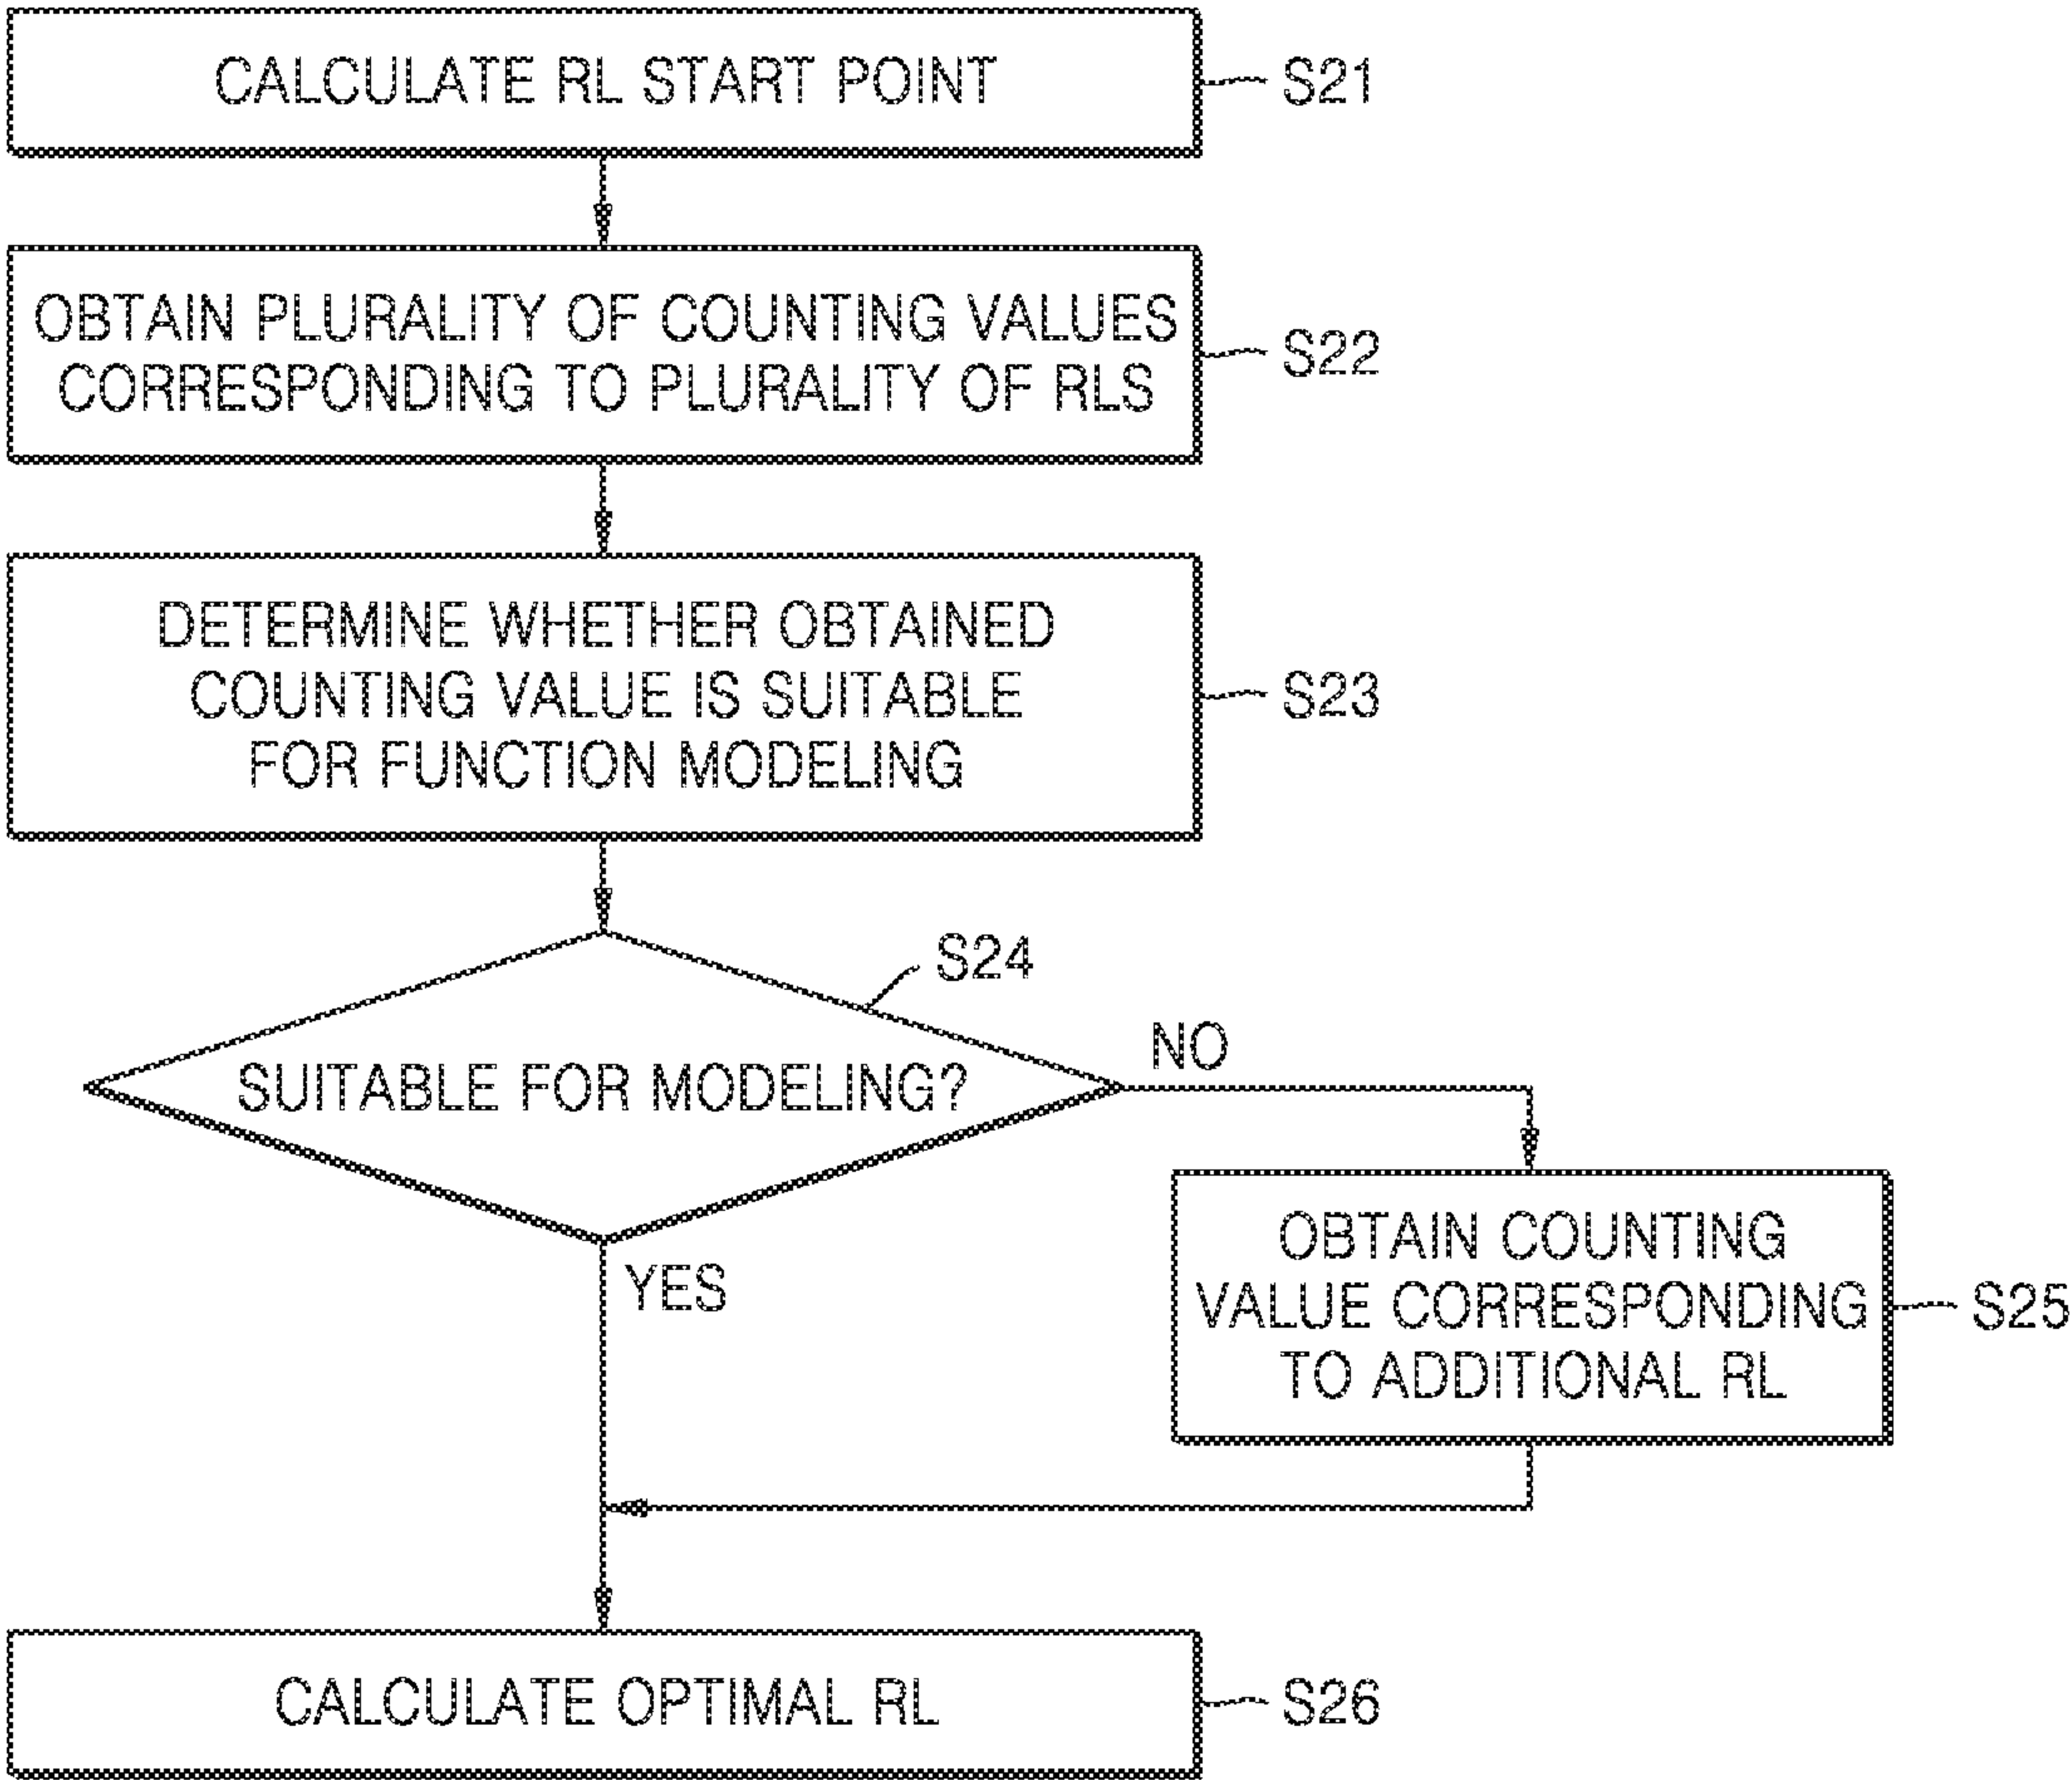 CALCULATE RL START POINT
S21
OBTAIN PLURALITY OF COUNTING VALUES
CORRESPONDING TO PLURALITY OF RLS
S22
DETERMINE WHETHER OBTAINED
COUNTING VALUE IS SUITABLE
FOR FUNCTION MODELING
S23
S24
SUITABLE FOR MODELING?
NO
YES
OBTAIN COUNTING
VALUE CORRESPONDING
TO ADDITIONAL RL
S25
CALCULATE OPTIMAL RL
S26